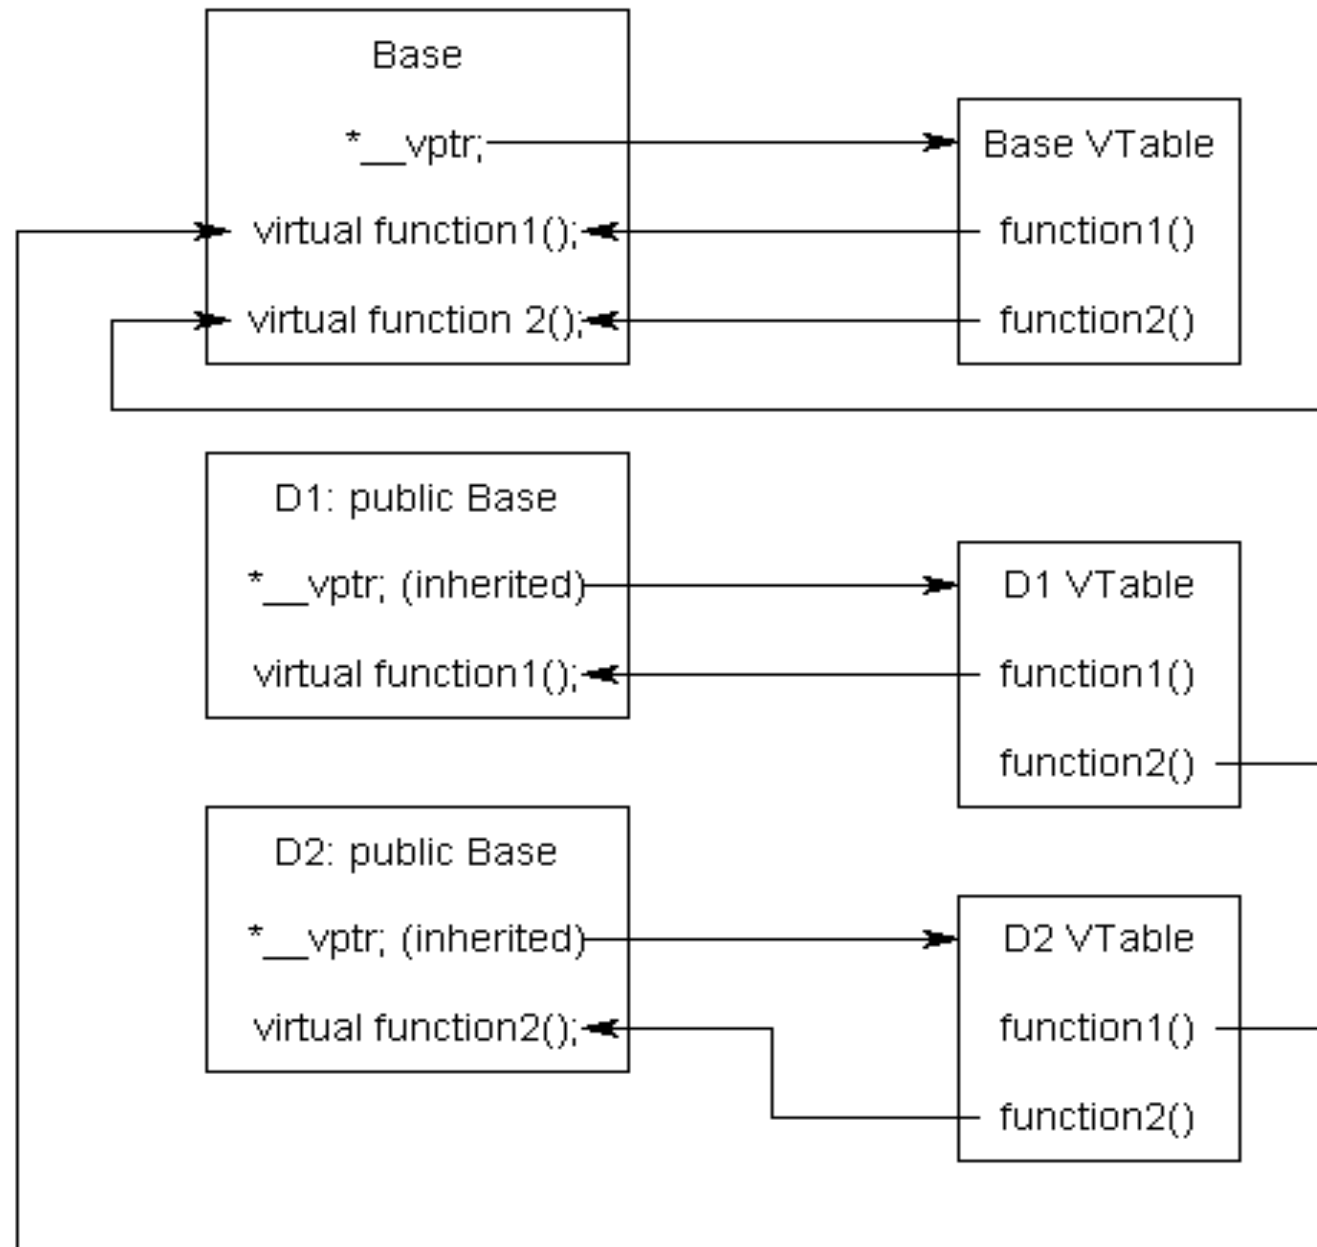 Base
*__vptr;
virtual function1();
virtual function 2();
Base VTable
function1()
function2()
D1: public Base
*__vptr; (inherited)
virtual function1();
D1 VTable
function1()
function2()
D2: public Base
*__vptr; (inherited)
virtual function2();
D2 VTable
function1()
function2()